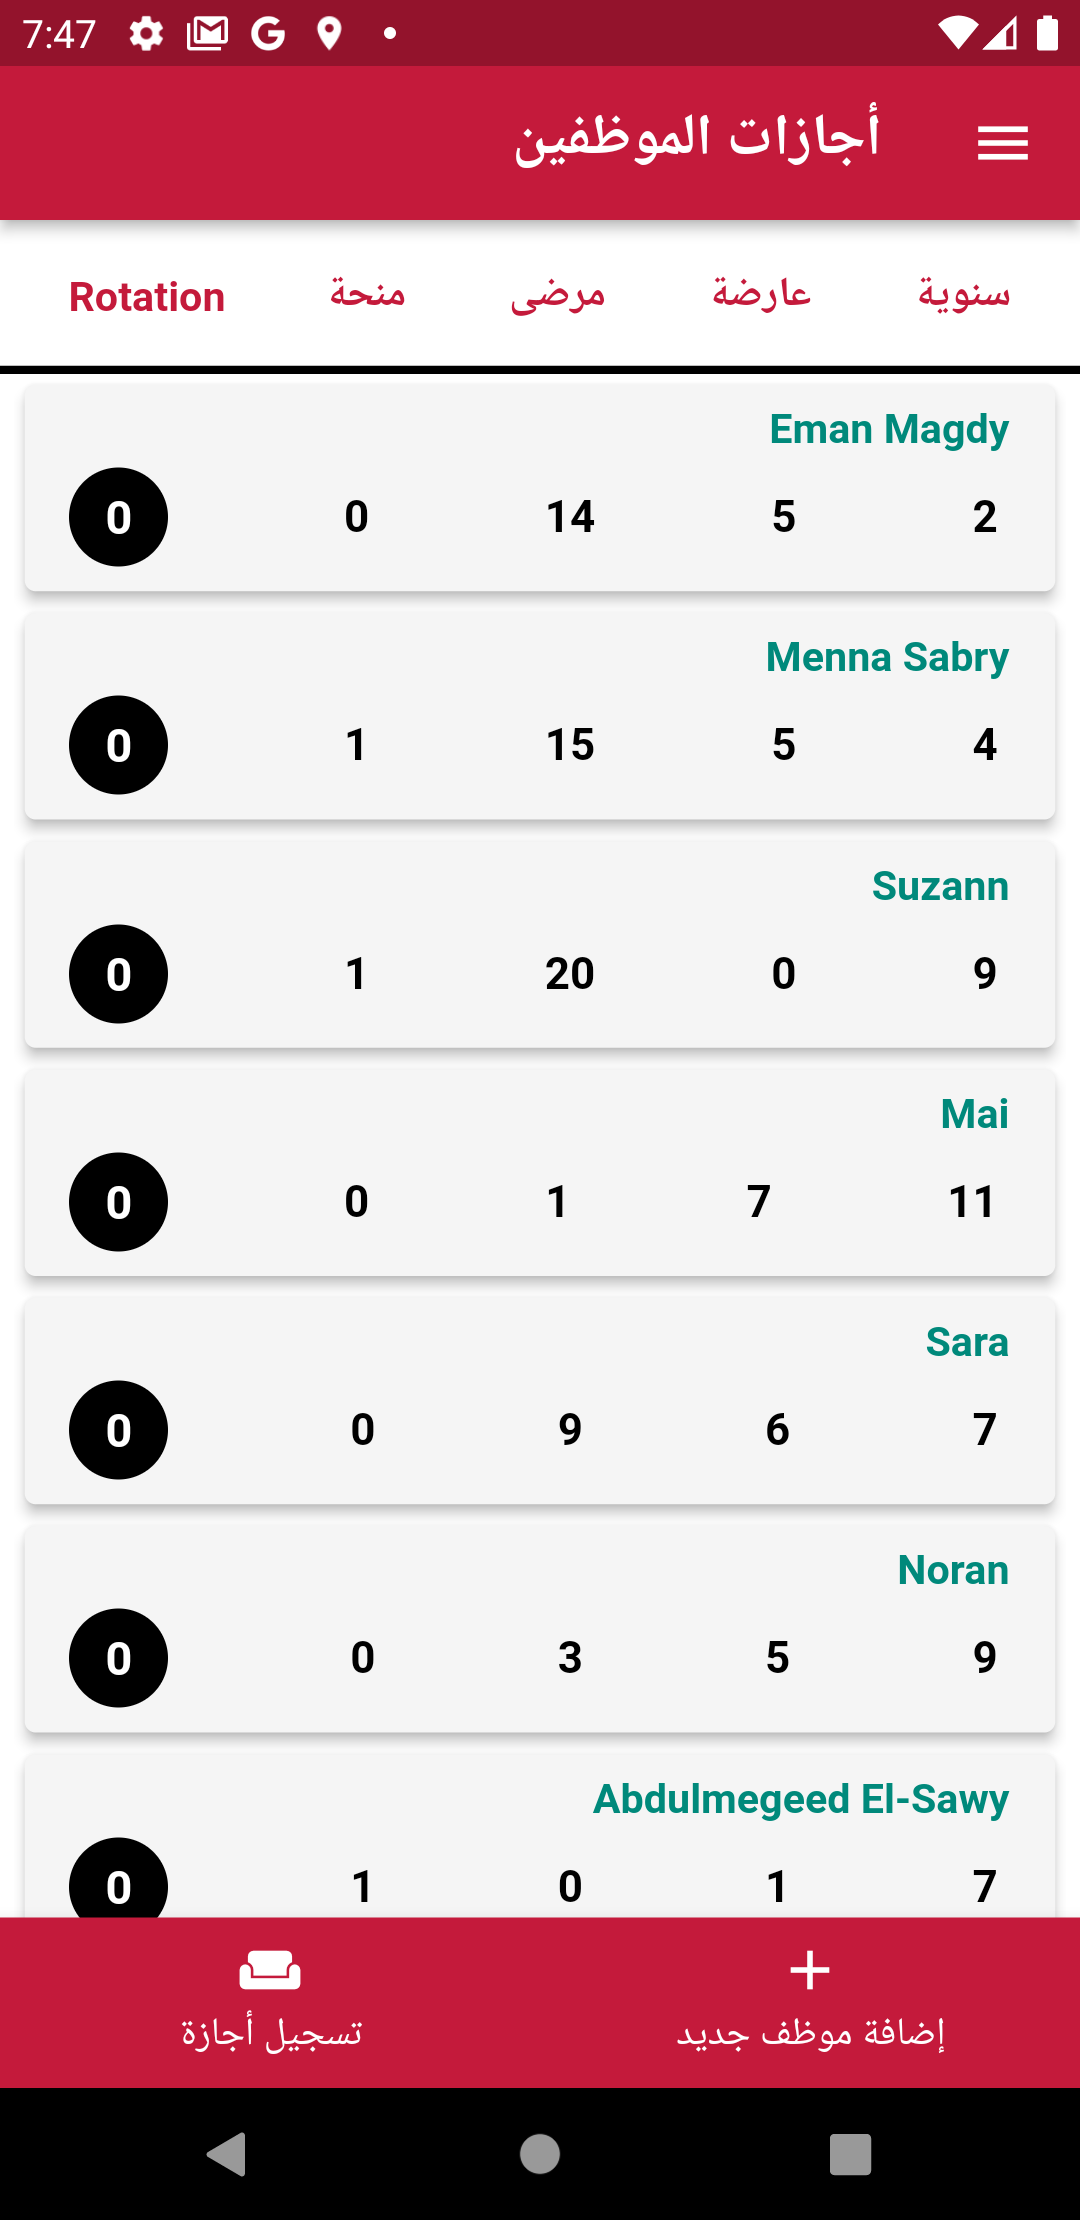 7:47
أجازات الموظفين
سنوية عارضة مرضى منحة Rotation
Eman Magdy
2 5 14 0 0
Menna Sabry
4 5 15 1 0
Suzann
9 0 20 1 0
Mai
11 7 1 0 0
Sara
7 6 9 0 0
Noran
9 5 3 0 0
Abdulmegeed El-Sawy
7 1 0 1 0
إضافة موظف جديد
تسجيل أجازة